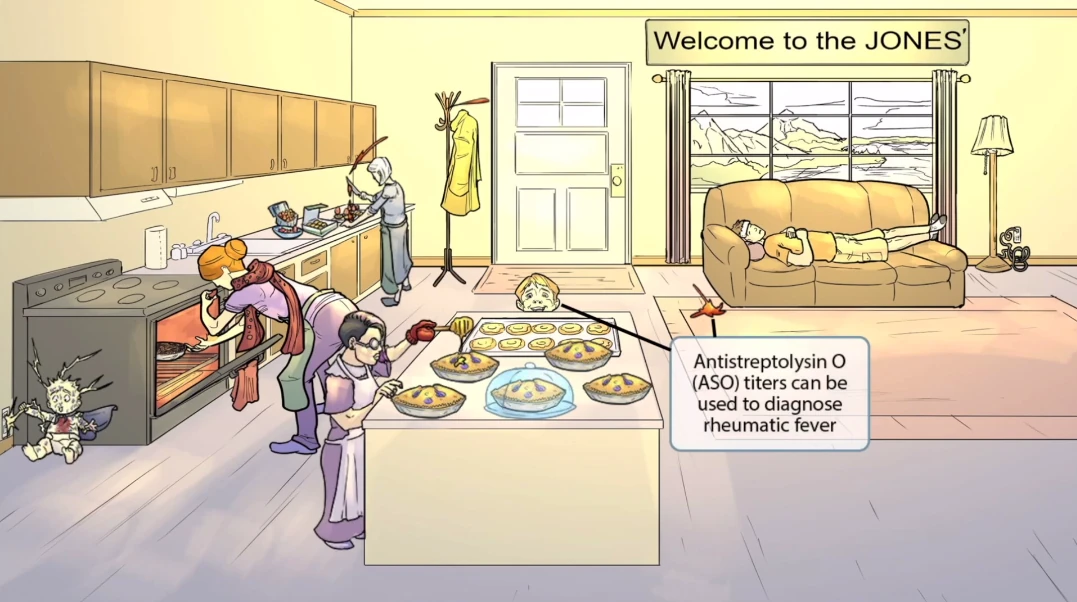 Welcome to the JONES'
Antistreptolysin O
(ASO) titers can be
used to diagnose
rheumatic fever